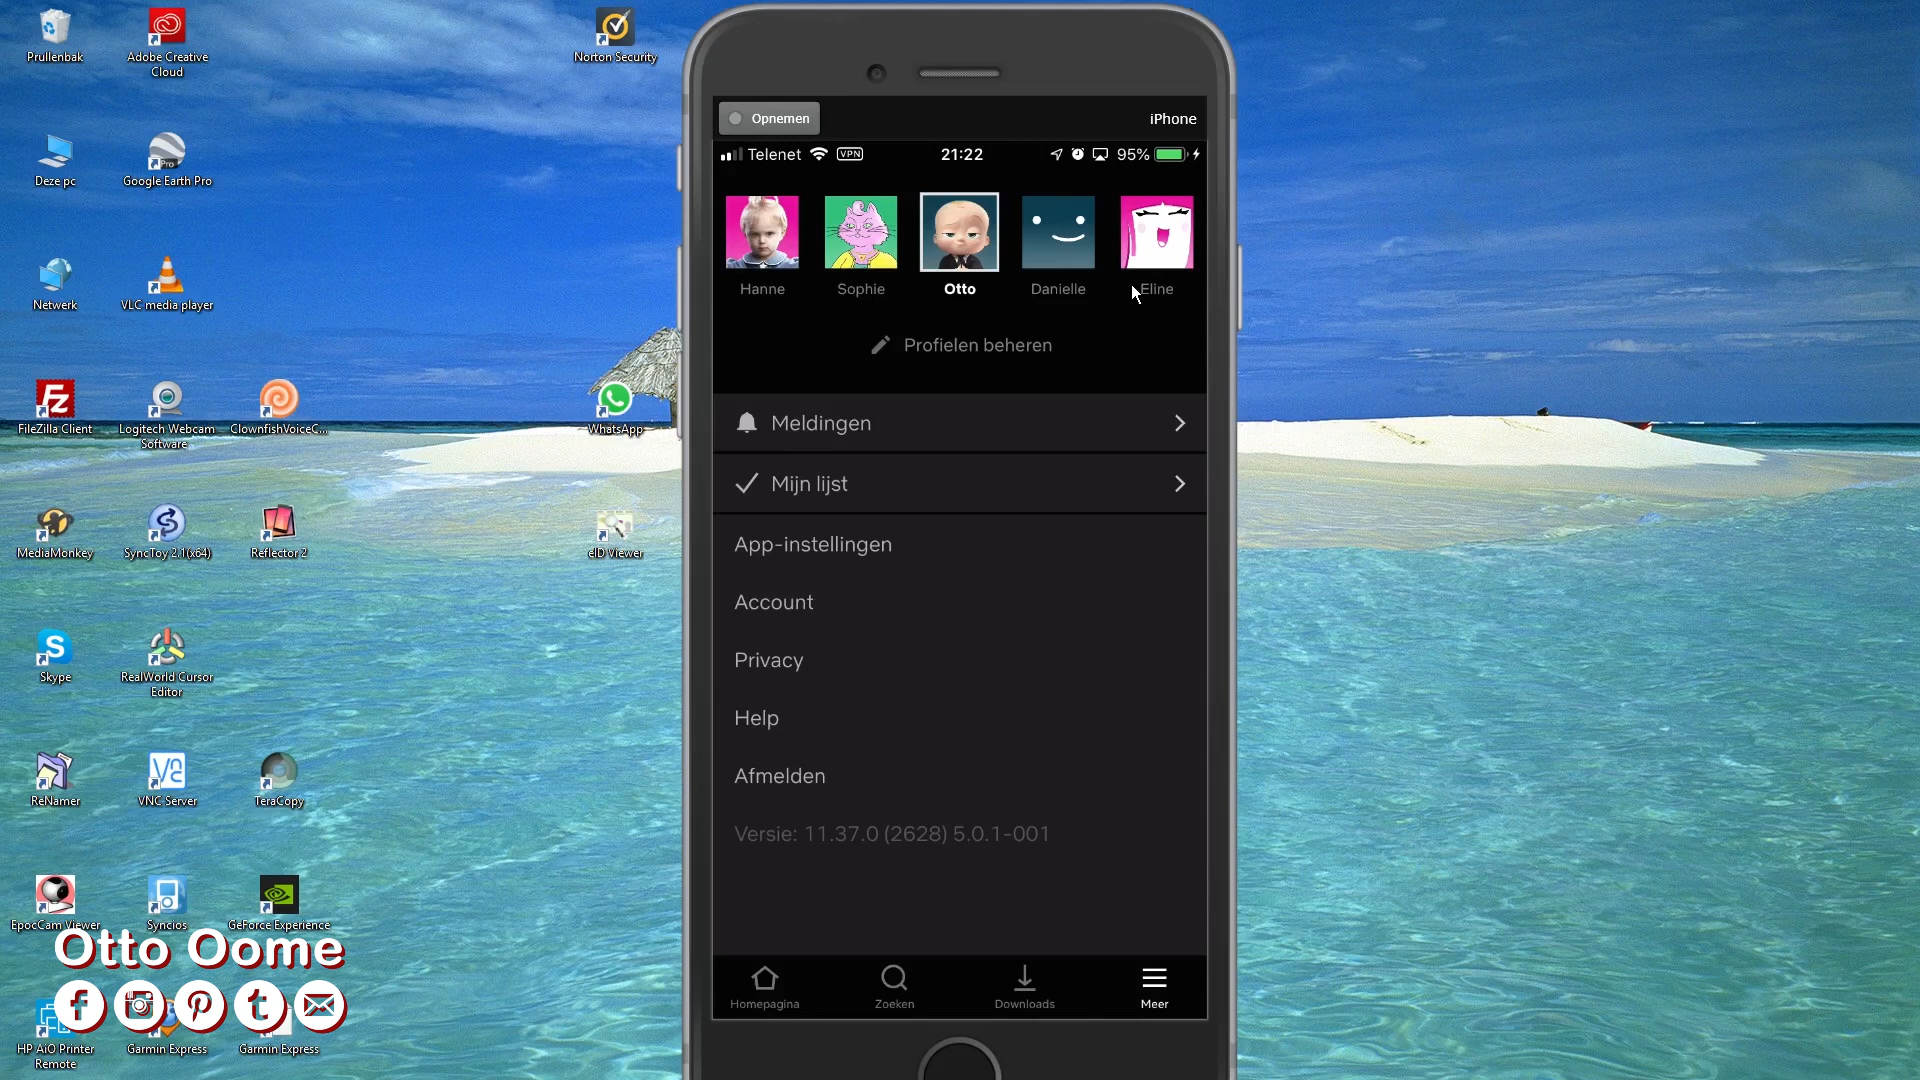 Prullenbak
Adobe Creative
Cloud
Norton Security
Deze pc
Google Earth Pro
Netwerk
VLC media player
FileZilla Client
Logitech Webcam
Software
ClownfishVoiceC...
WhatsApp
MediaMonkey
SyncToy 2.1(x64)
Reflector 2
eID Viewer
Skype
RealWorld Cursor
Editor
ReNamer
VNC Server
TeraCopy
EpocCam Viewer
Syncios
GeForce Experience
Otto Oome
HP AiO Printer
Remote
Garmin Express
Garmin Express
Opnemen
iPhone
Telenet VPN 21:22 95%
Hanne
Sophie
Otto
Danielle
Eline
Profielen beheren
Meldingen
Mijn lijst
App-instellingen
Account
Privacy
Help
Afmelden
Versie: 11.37.0 (2628) 5.0.1-001
Homepagina
Zoeken
Downloads
Meer